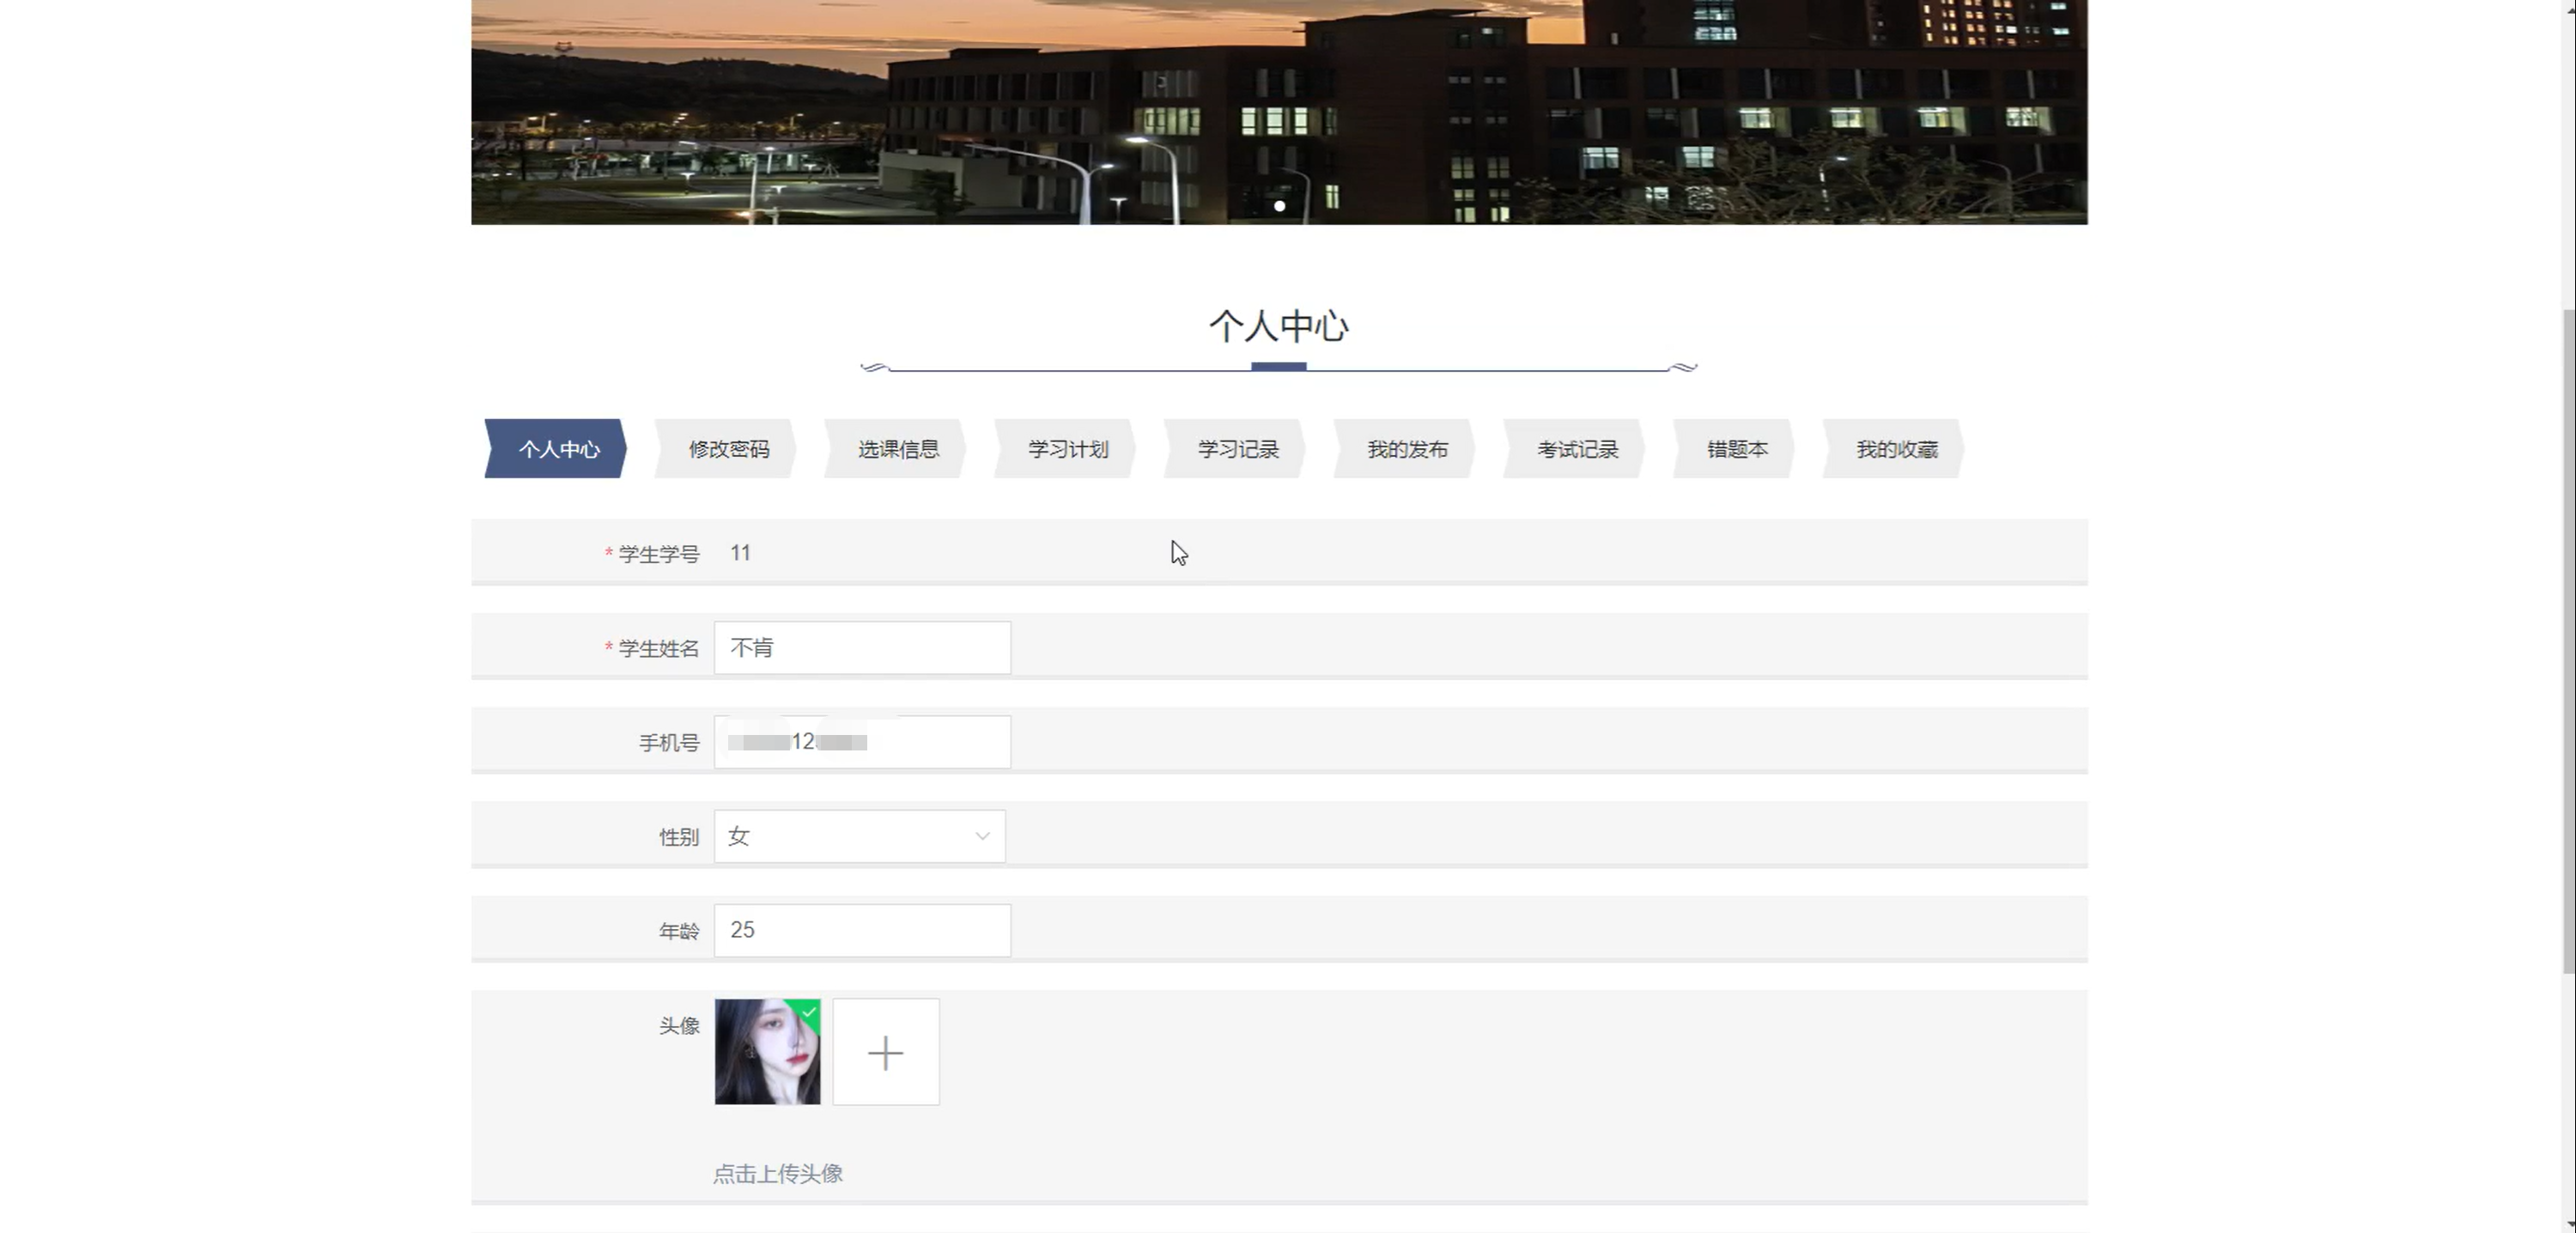 个人中心
个人中心 修改密码 选课信息 学习计划 学习记录 我的发布 考试记录 错题本 我的收藏
* 学生学号 11
* 学生姓名 不肯
手机号 12
性别 女
年龄 25
头像
点击上传头像